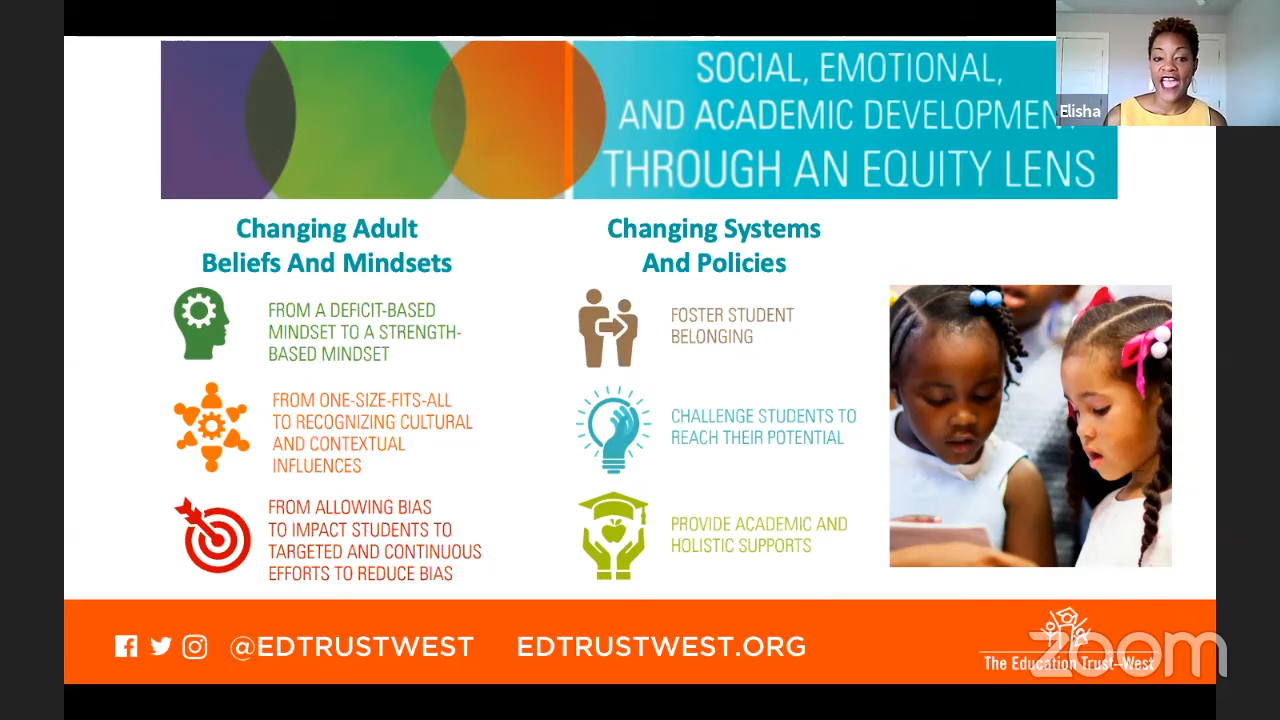 SOCIAL, EMOTIONAL,
AND ACADEMIC DEVELOPMENT
THROUGH AN EQUITY LENS
Elisha
Changing Adult
Beliefs And Mindsets
FROM A DEFICIT-BASED
MINDSET TO A STRENGTH-
BASED MINDSET
FROM ONE-SIZE-FITS-ALL
TO RECOGNIZING CULTURAL
AND CONTEXTUAL
INFLUENCES
FROM ALLOWING BIAS
TO IMPACT STUDENTS TO
TARGETED AND CONTINUOUS
EFFORTS TO REDUCE BIAS
Changing Systems
And Policies
FOSTER STUDENT
BELONGING
CHALLENGE STUDENTS TO
REACH THEIR POTENTIAL
PROVIDE ACADEMIC AND
HOLISTIC SUPPORTS
@EDTRUSTWEST
EDTRUSTWEST.ORG
The Education Trust–West
zoom